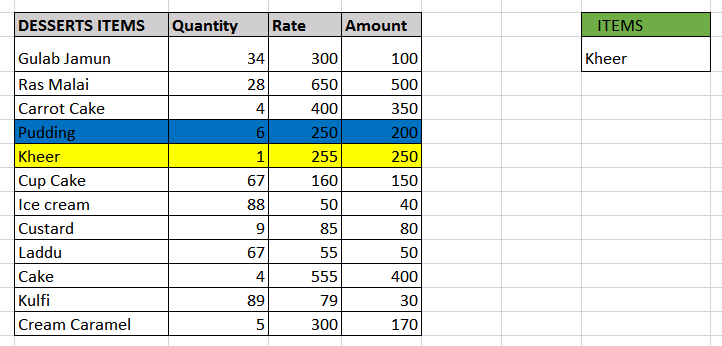 DESSERTS ITEMS Quantity Rate Amount ITEMS
Gulab Jamun 34 300 100 Kheer
Ras Malai 28 650 500
Carrot Cake 4 400 350
Pudding 6 250 200
Kheer 1 255 250
Cup Cake 67 160 150
Ice cream 88 50 40
Custard 9 85 80
Laddu 67 55 50
Cake 4 555 400
Kulfi 89 79 30
Cream Caramel 5 300 170